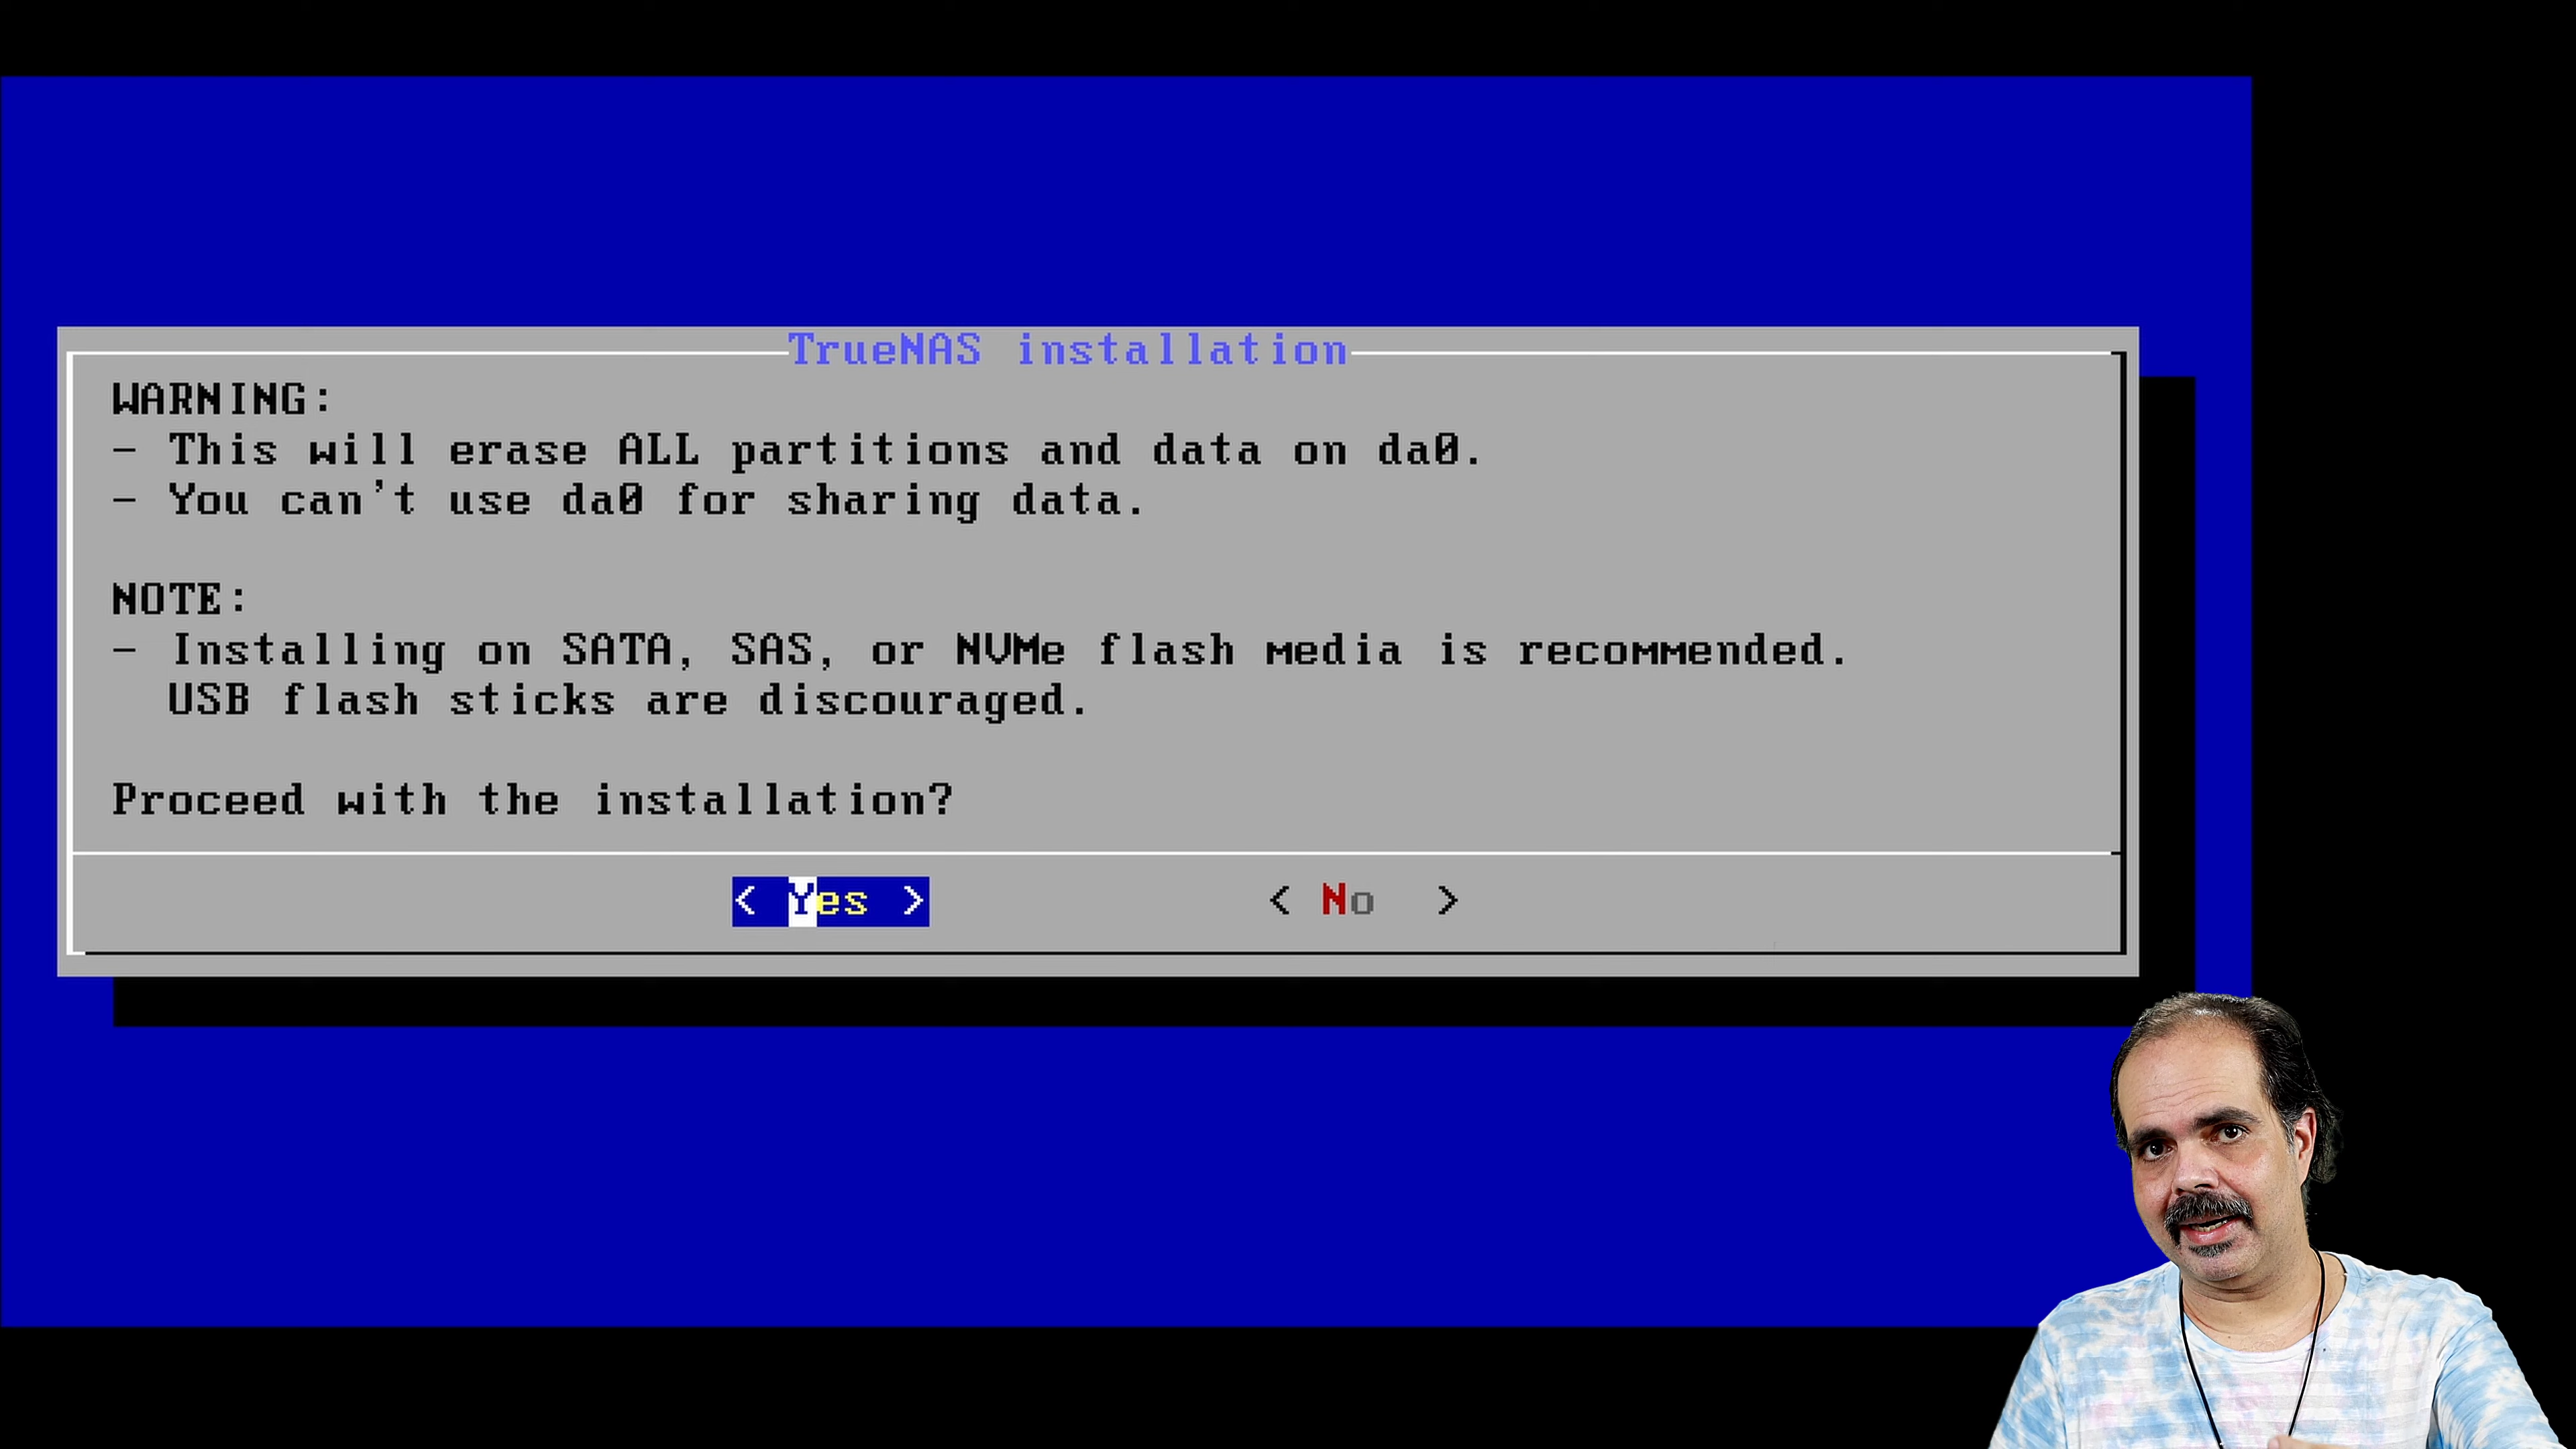 TrueNAS installation
WARNING:
- This will erase ALL partitions and data on da0.
- You can't use da0 for sharing data.
NOTE:
- Installing on SATA, SAS, or NVMe flash media is recommended.
USB flash sticks are discouraged.
Proceed with the installation?
< Yes > < No >